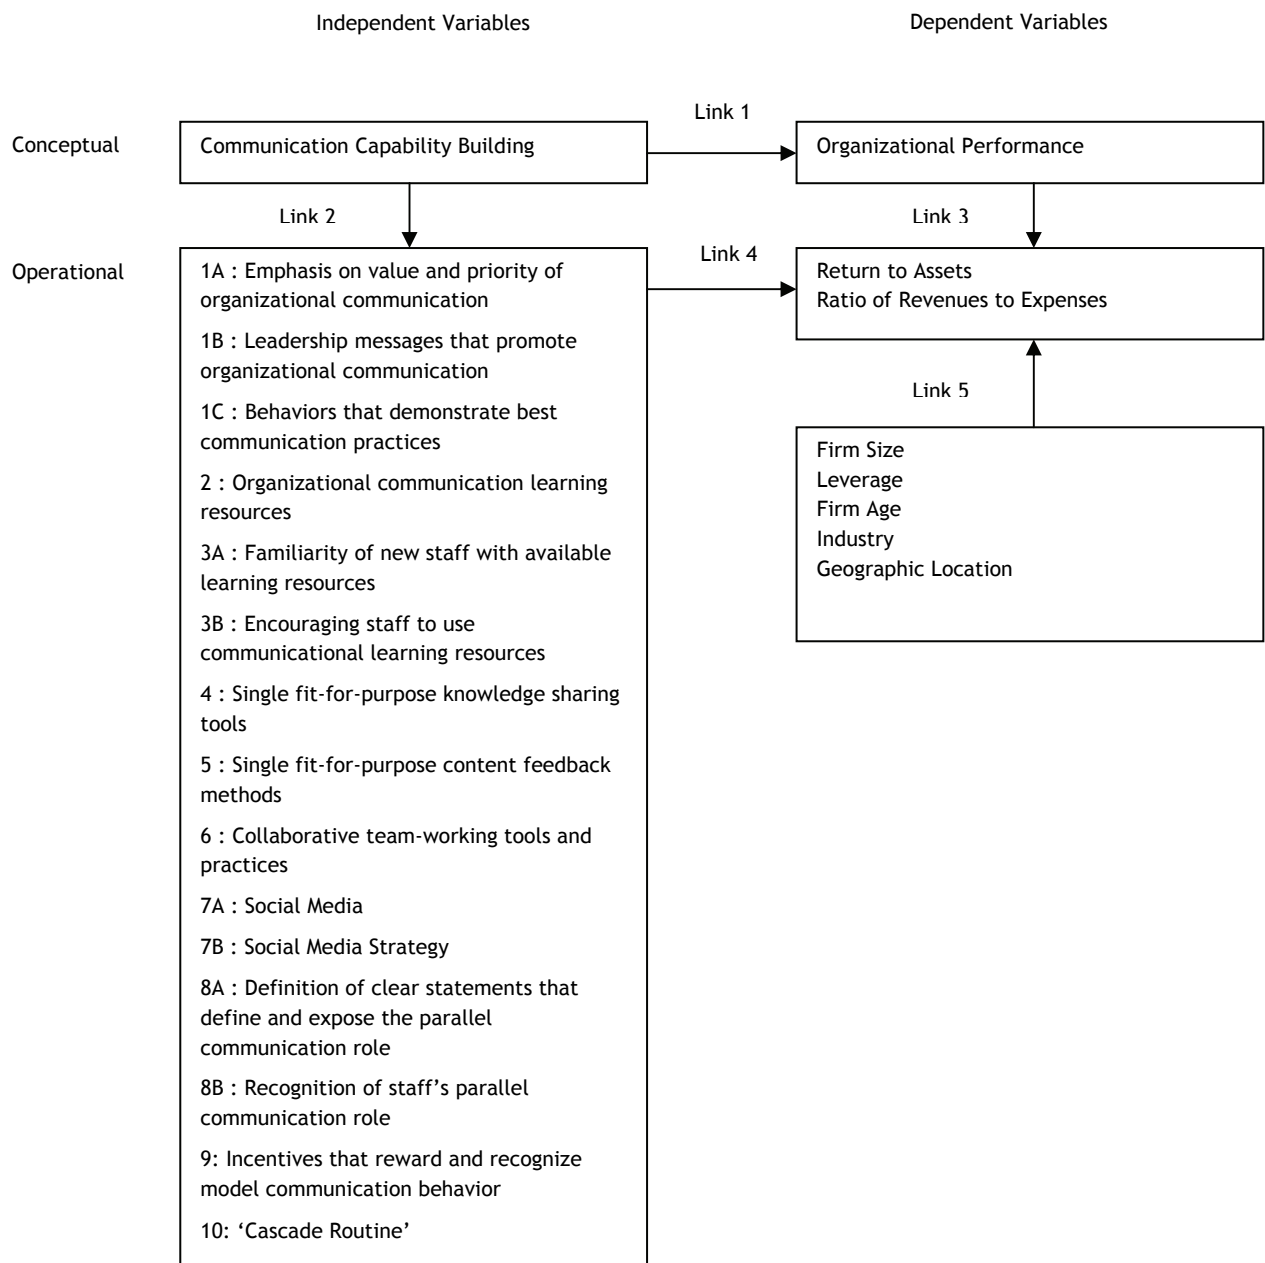 Independent Variables
Dependent Variables
Link 1
Conceptual
Communication Capability Building
Organizational Performance
Link 2
Link 3
Operational
1A : Emphasis on value and priority of
organizational communication
1B : Leadership messages that promote
organizational communication
1C : Behaviors that demonstrate best
communication practices
2 : Organizational communication learning
resources
3A : Familiarity of new staff with available
learning resources
3B : Encouraging staff to use
communicational learning resources
4 : Single fit-for-purpose knowledge sharing
tools
5 : Single fit-for-purpose content feedback
methods
6 : Collaborative team-working tools and
practices
7A : Social Media
7B : Social Media Strategy
8A : Definition of clear statements that
define and expose the parallel
communication role
8B : Recognition of staff’s parallel
communication role
9: Incentives that reward and recognize
model communication behavior
10: ‘Cascade Routine’
Link 4
Return to Assets
Ratio of Revenues to Expenses
Link 5
Firm Size
Leverage
Firm Age
Industry
Geographic Location